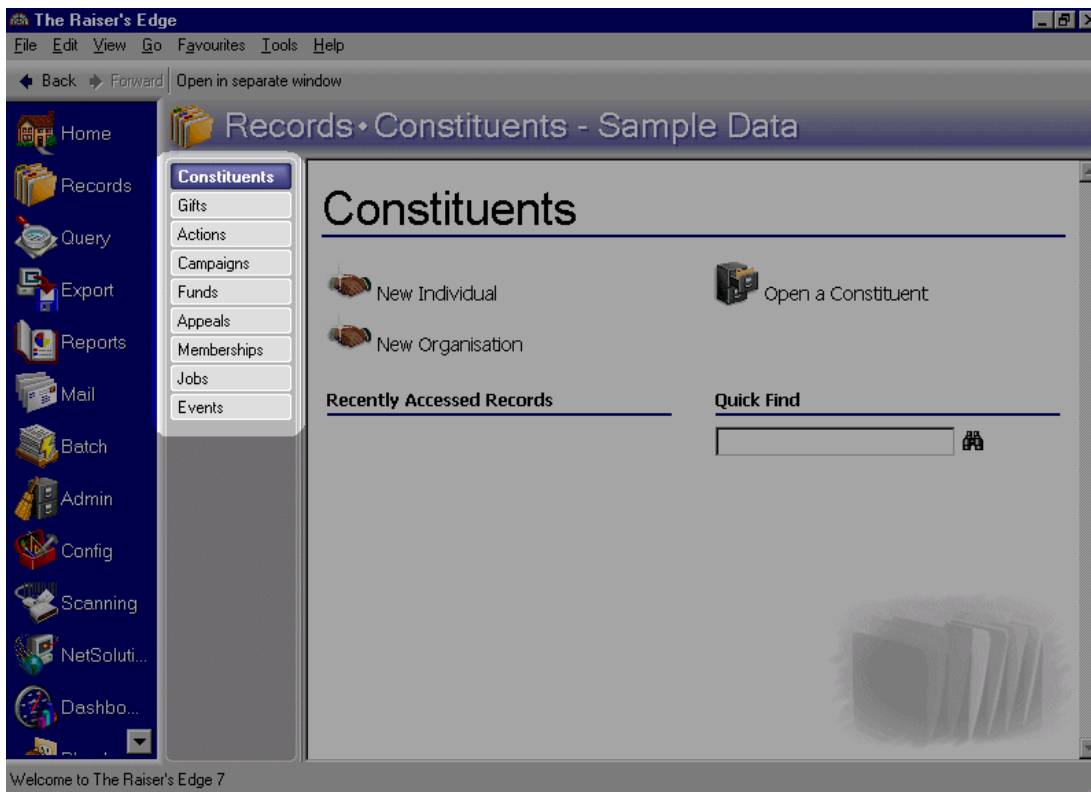 The Raiser's Edge
File Edit View Go Favourites Tools Help
Back Forward Open in separate window
Records • Constituents - Sample Data
Home
Records
Query
Export
Reports
Mail
Batch
Admin
Config
Scanning
NetSoluti...
Dashbo...
Constituents
Gifts
Actions
Campaigns
Funds
Appeals
Memberships
Jobs
Events
Constituents
New Individual
Open a Constituent
New Organisation
Recently Accessed Records
Quick Find
Welcome to The Raiser's Edge 7